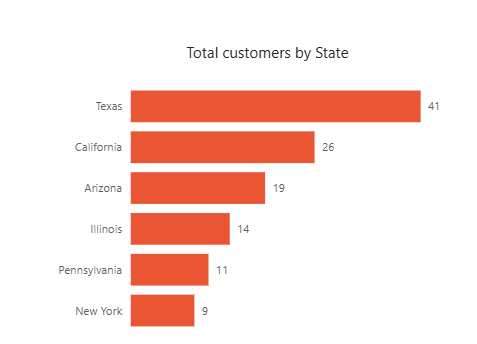 Total customers by State
Texas 41
California 26
Arizona 19
Illinois 14
Pennsylvania 11
New York 9